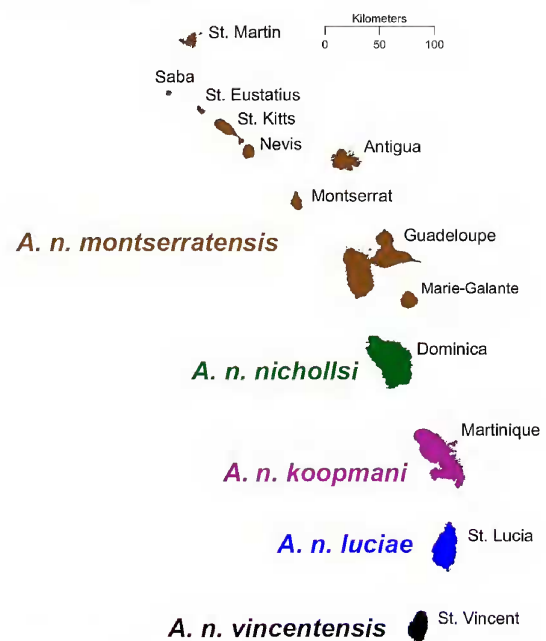 Kilometers
0 50 100
St. Martin
Saba
St. Eustatius
St. Kitts
Nevis
Antigua
Montserrat
A. n. montserratensis
Guadeloupe
Marie-Galante
Dominica
A. n. nichollsi
Martinique
A. n. koopmani
St. Lucia
A. n. luciae
St. Vincent
A. n. vincentensis